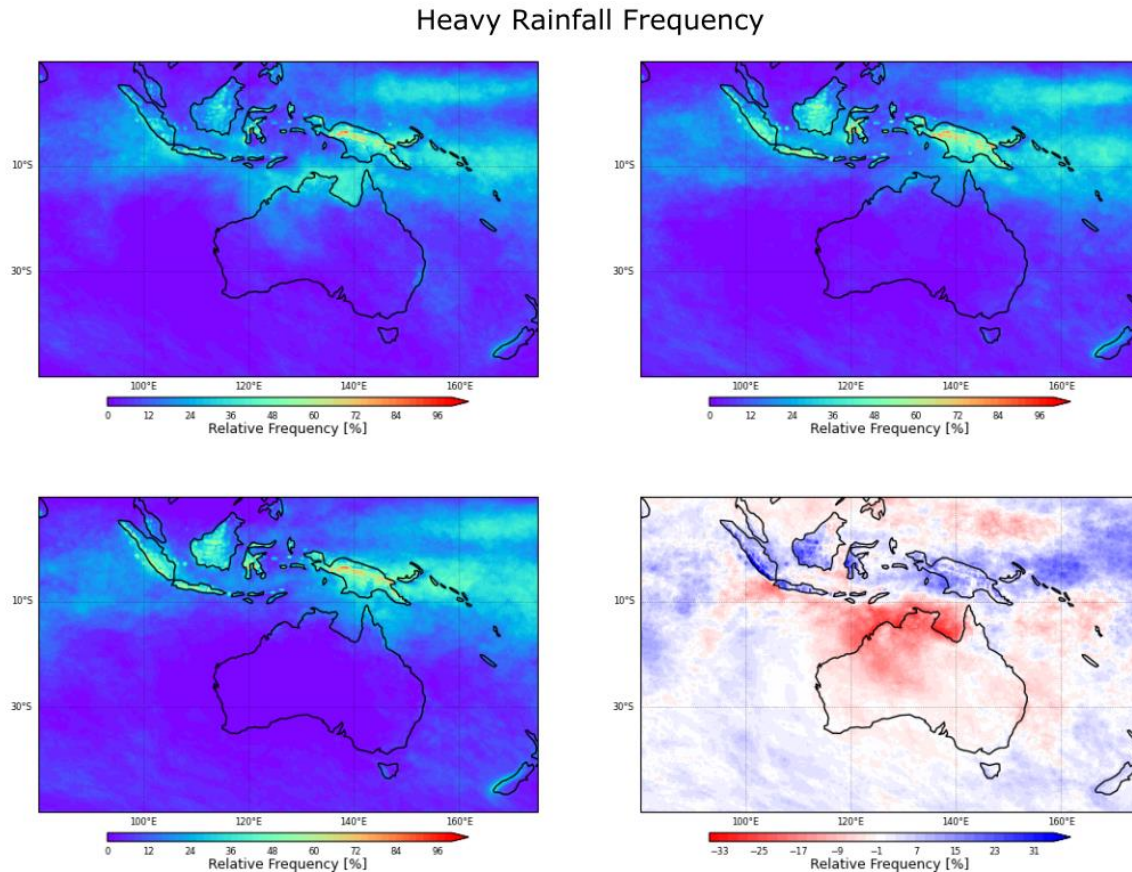 Heavy Rainfall Frequency
10°S
30°S
100°E 120°E 140°E 160°E
0 12 24 36 48 60 72 84 96
Relative Frequency [%]
10°S
30°S
100°E 120°E 140°E 160°E
0 12 24 36 48 60 72 84 96
Relative Frequency [%]
10°S
30°S
100°E 120°E 140°E 160°E
0 12 24 36 48 60 72 84 96
Relative Frequency [%]
10°S
30°S
100°E 120°E 140°E 160°E
−33 −25 −17 −9 −1 7 15 23 31
Relative Frequency [%]